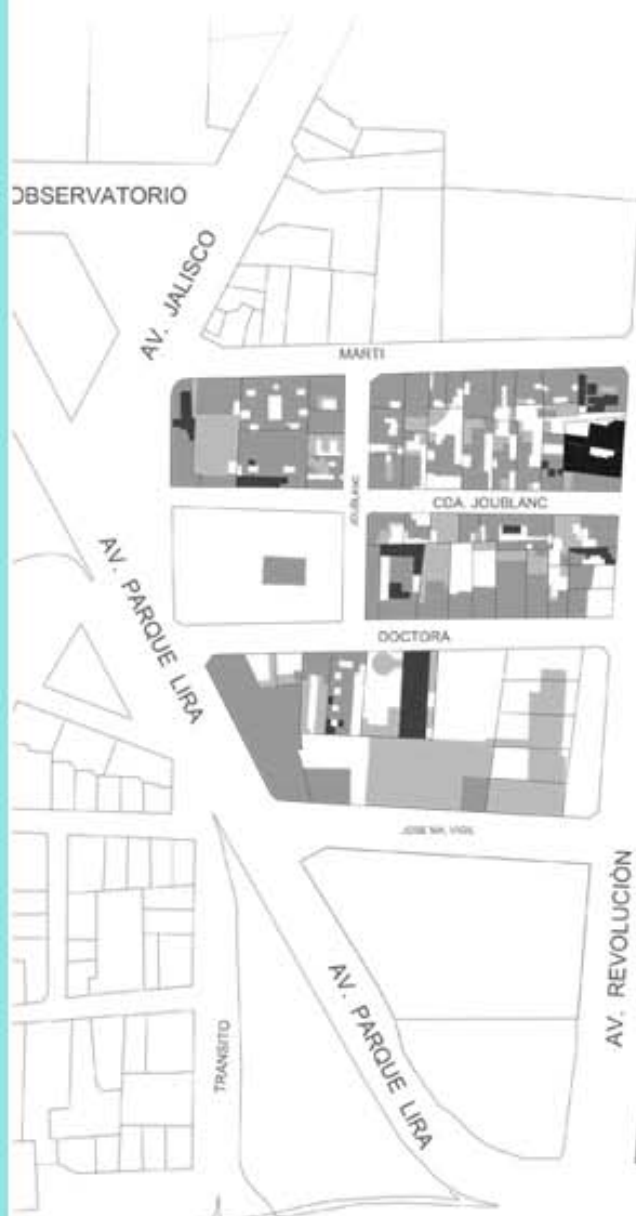 OBSERVATORIO
AV. JALISCO
MARTI
JOUBLANC
CDA. JOUBLANC
AV. PARQUE LIRA
DOCTORA
JOSE MA. VIGIL
AV. REVOLUCIÓN
AV. PARQUE LIRA
TRANSITO